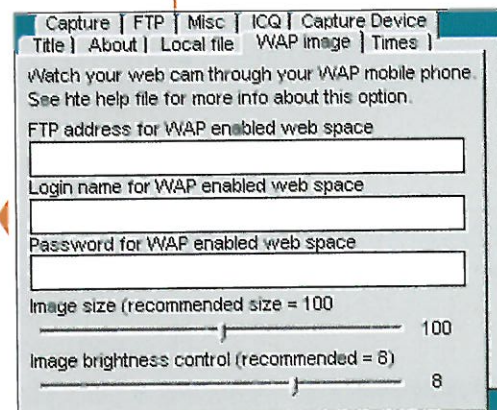 Capture FTP Misc ICQ Capture Device
Title About Local file WAP image Times
Watch your web cam through your WAP mobile phone.
See hte help file for more info about this option.
FTP address for WAP enabled web space
Login name for WAP enabled web space
Password for WAP enabled web space
Image size (recommended size = 100
100
Image brightness control (recommended = 8)
8